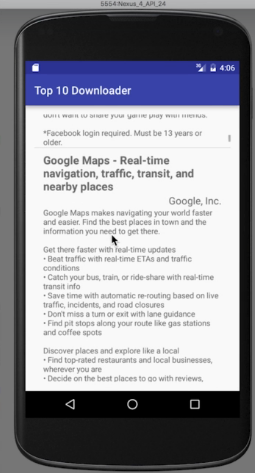 5554:Nexus_4_API_24
4:06
Top 10 Downloader
don't want to share your game play with friends.
*Facebook login required. Must be 13 years or
older.
Google Maps - Real-time
navigation, traffic, transit, and
nearby places
Google, Inc.
Google Maps makes navigating your world faster
and easier. Find the best places in town and the
information you need to get there.
Get there faster with real-time updates
• Beat traffic with real-time ETAs and traffic
conditions
• Catch your bus, train, or ride-share with real-time
transit info
• Save time with automatic re-routing based on live
traffic, incidents, and road closures
• Don't miss a turn or exit with lane guidance
• Find pit stops along your route like gas stations
and coffee spots
Discover places and explore like a local
• Find top-rated restaurants and local businesses,
wherever you are
• Decide on the best places to go with reviews,